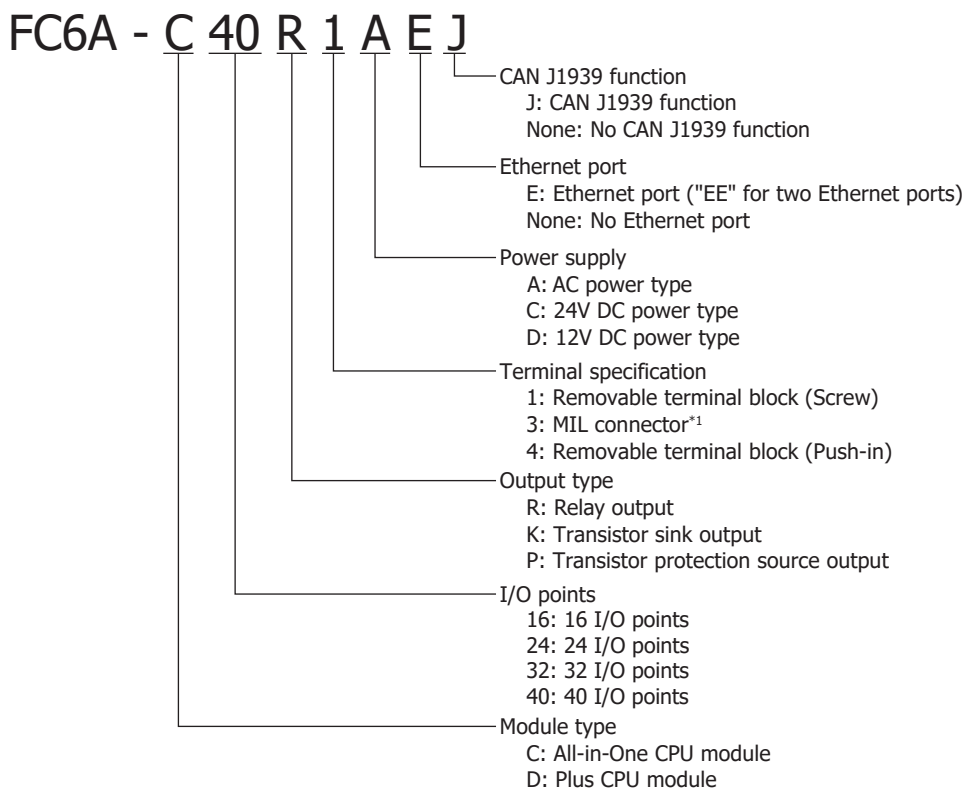 FC6A - C 40 R 1 A E J
CAN J1939 function
J: CAN J1939 function
None: No CAN J1939 function
Ethernet port
E: Ethernet port ("EE" for two Ethernet ports)
None: No Ethernet port
Power supply
A: AC power type
C: 24V DC power type
D: 12V DC power type
Terminal specification
1: Removable terminal block (Screw)
3: MIL connector*1
4: Removable terminal block (Push-in)
Output type
R: Relay output
K: Transistor sink output
P: Transistor protection source output
I/O points
16: 16 I/O points
24: 24 I/O points
32: 32 I/O points
40: 40 I/O points
Module type
C: All-in-One CPU module
D: Plus CPU module